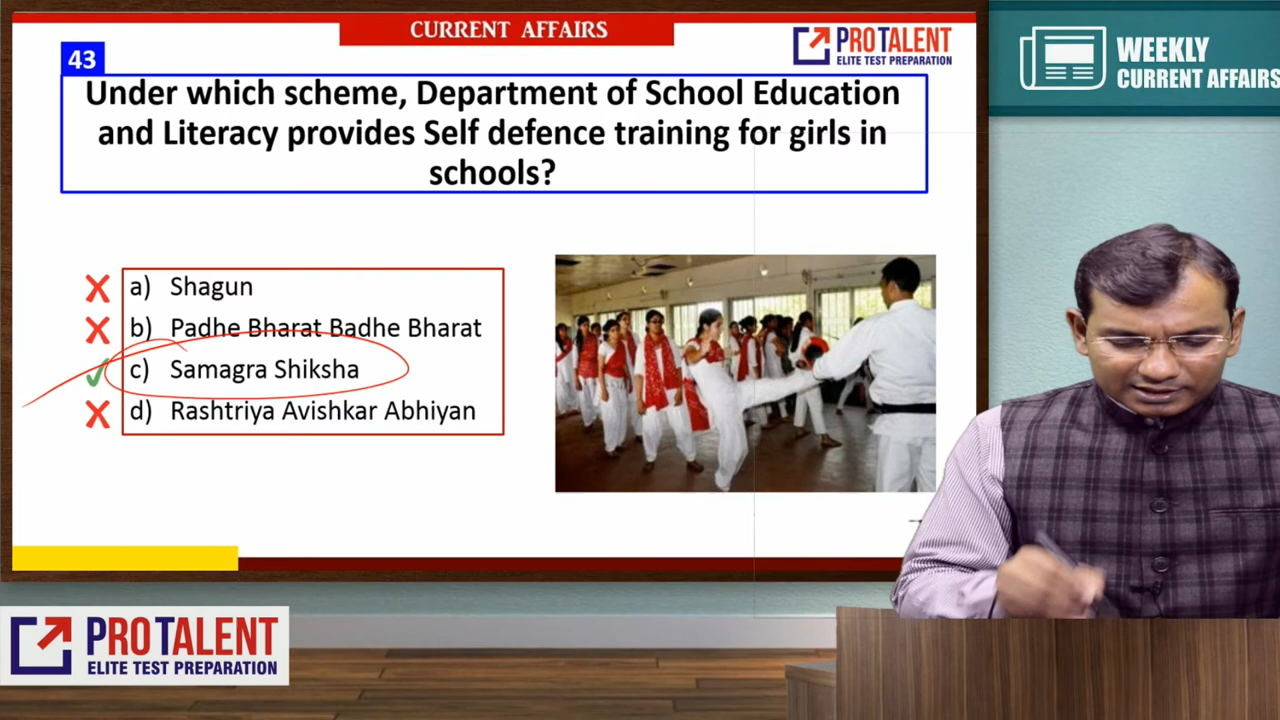 CURRENT AFFAIRS
PROTALENT
ELITE TEST PREPARATION
WEEKLY
CURRENT AFFAIRS
43
Under which scheme, Department of School Education
and Literacy provides Self defence training for girls in
schools?
a) Shagun
b) Padhe Bharat Badhe Bharat
c) Samagra Shiksha
d) Rashtriya Avishkar Abhiyan
PROTALENT
ELITE TEST PREPARATION